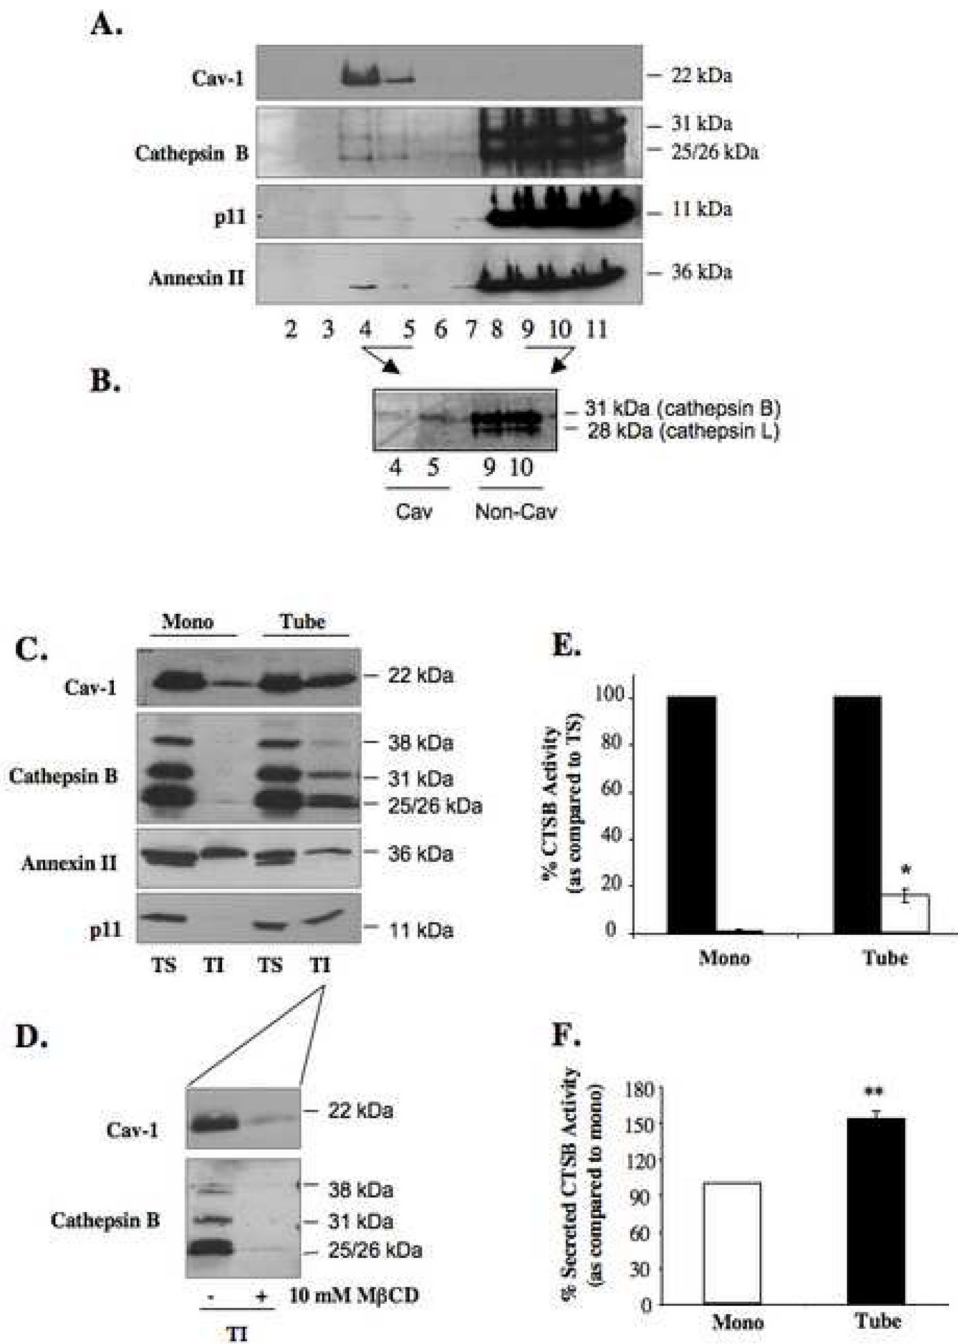 A.
Cav-1
22 kDa
Cathepsin B
31 kDa
25/26 kDa
p11
11 kDa
Annexin II
36 kDa
2 3 4 5 6 7 8 9 10 11
B.
31 kDa (cathepsin B)
28 kDa (cathepsin L)
4 5 9 10
Cav Non-Cav
C.
Mono Tube
Cav-1
22 kDa
Cathepsin B
38 kDa
31 kDa
25/26 kDa
Annexin II
36 kDa
p11
11 kDa
TS TI TS TI
D.
Cav-1
22 kDa
Cathepsin B
38 kDa
31 kDa
25/26 kDa
- + 10 mM MβCD
TI
E.
% CTSB Activity
(as compared to TS)
100
80
60
40
20
0
*
Mono Tube
F.
% Secreted CTSB Activity
(as compared to mono)
180
150
120
90
60
30
0
**
Mono Tube